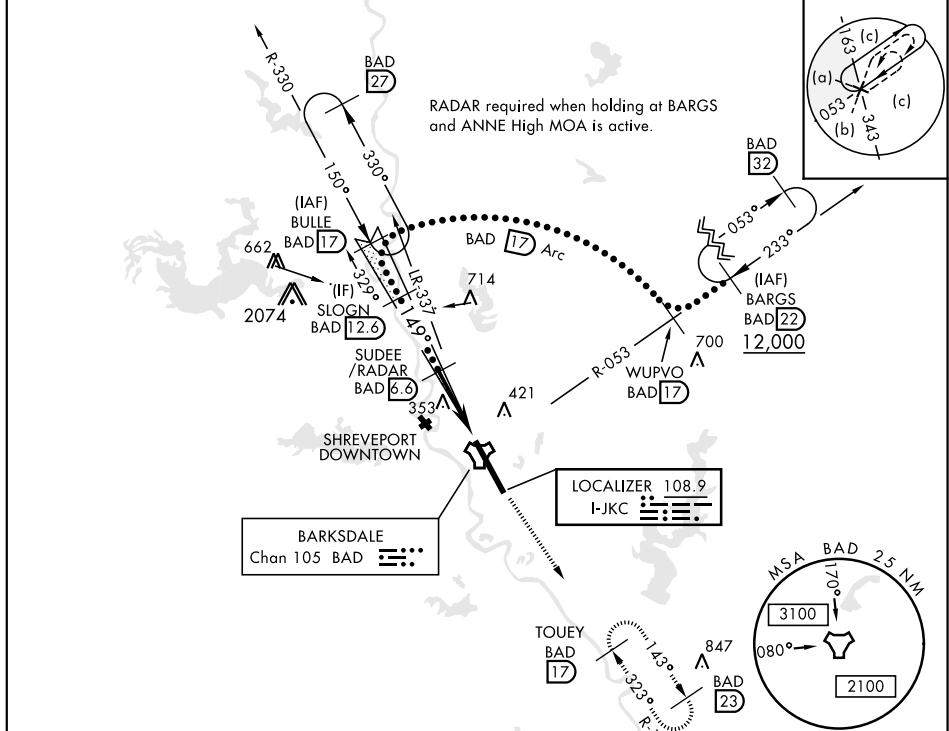 R-330
BAD
27
RADAR required when holding at BARGS
and ANNE High MOA is active.
163
(c)
(a)
(c)
053
(b)
343
330°
150°
(IAF)
BULLE
BAD 17
BAD 17 Arc
BAD
32
053°
233°
(IAF)
BARGS
BAD 22
12,000
662
2074
329°
(IF)
SLOGN
BAD 12.6
LR-337
149°
714
SUDEE
/RADAR
BAD 6.6
R-053
700
WUPVO
BAD 17
353
421
SHREVEPORT
DOWNTOWN
LOCALIZER 108.9
I-JKC
BARKSDALE
Chan 105 BAD
MSA BAD 25 NM
170°
3100
080°
2100
TOUEY
BAD
17
143°
323°
847
BAD
23